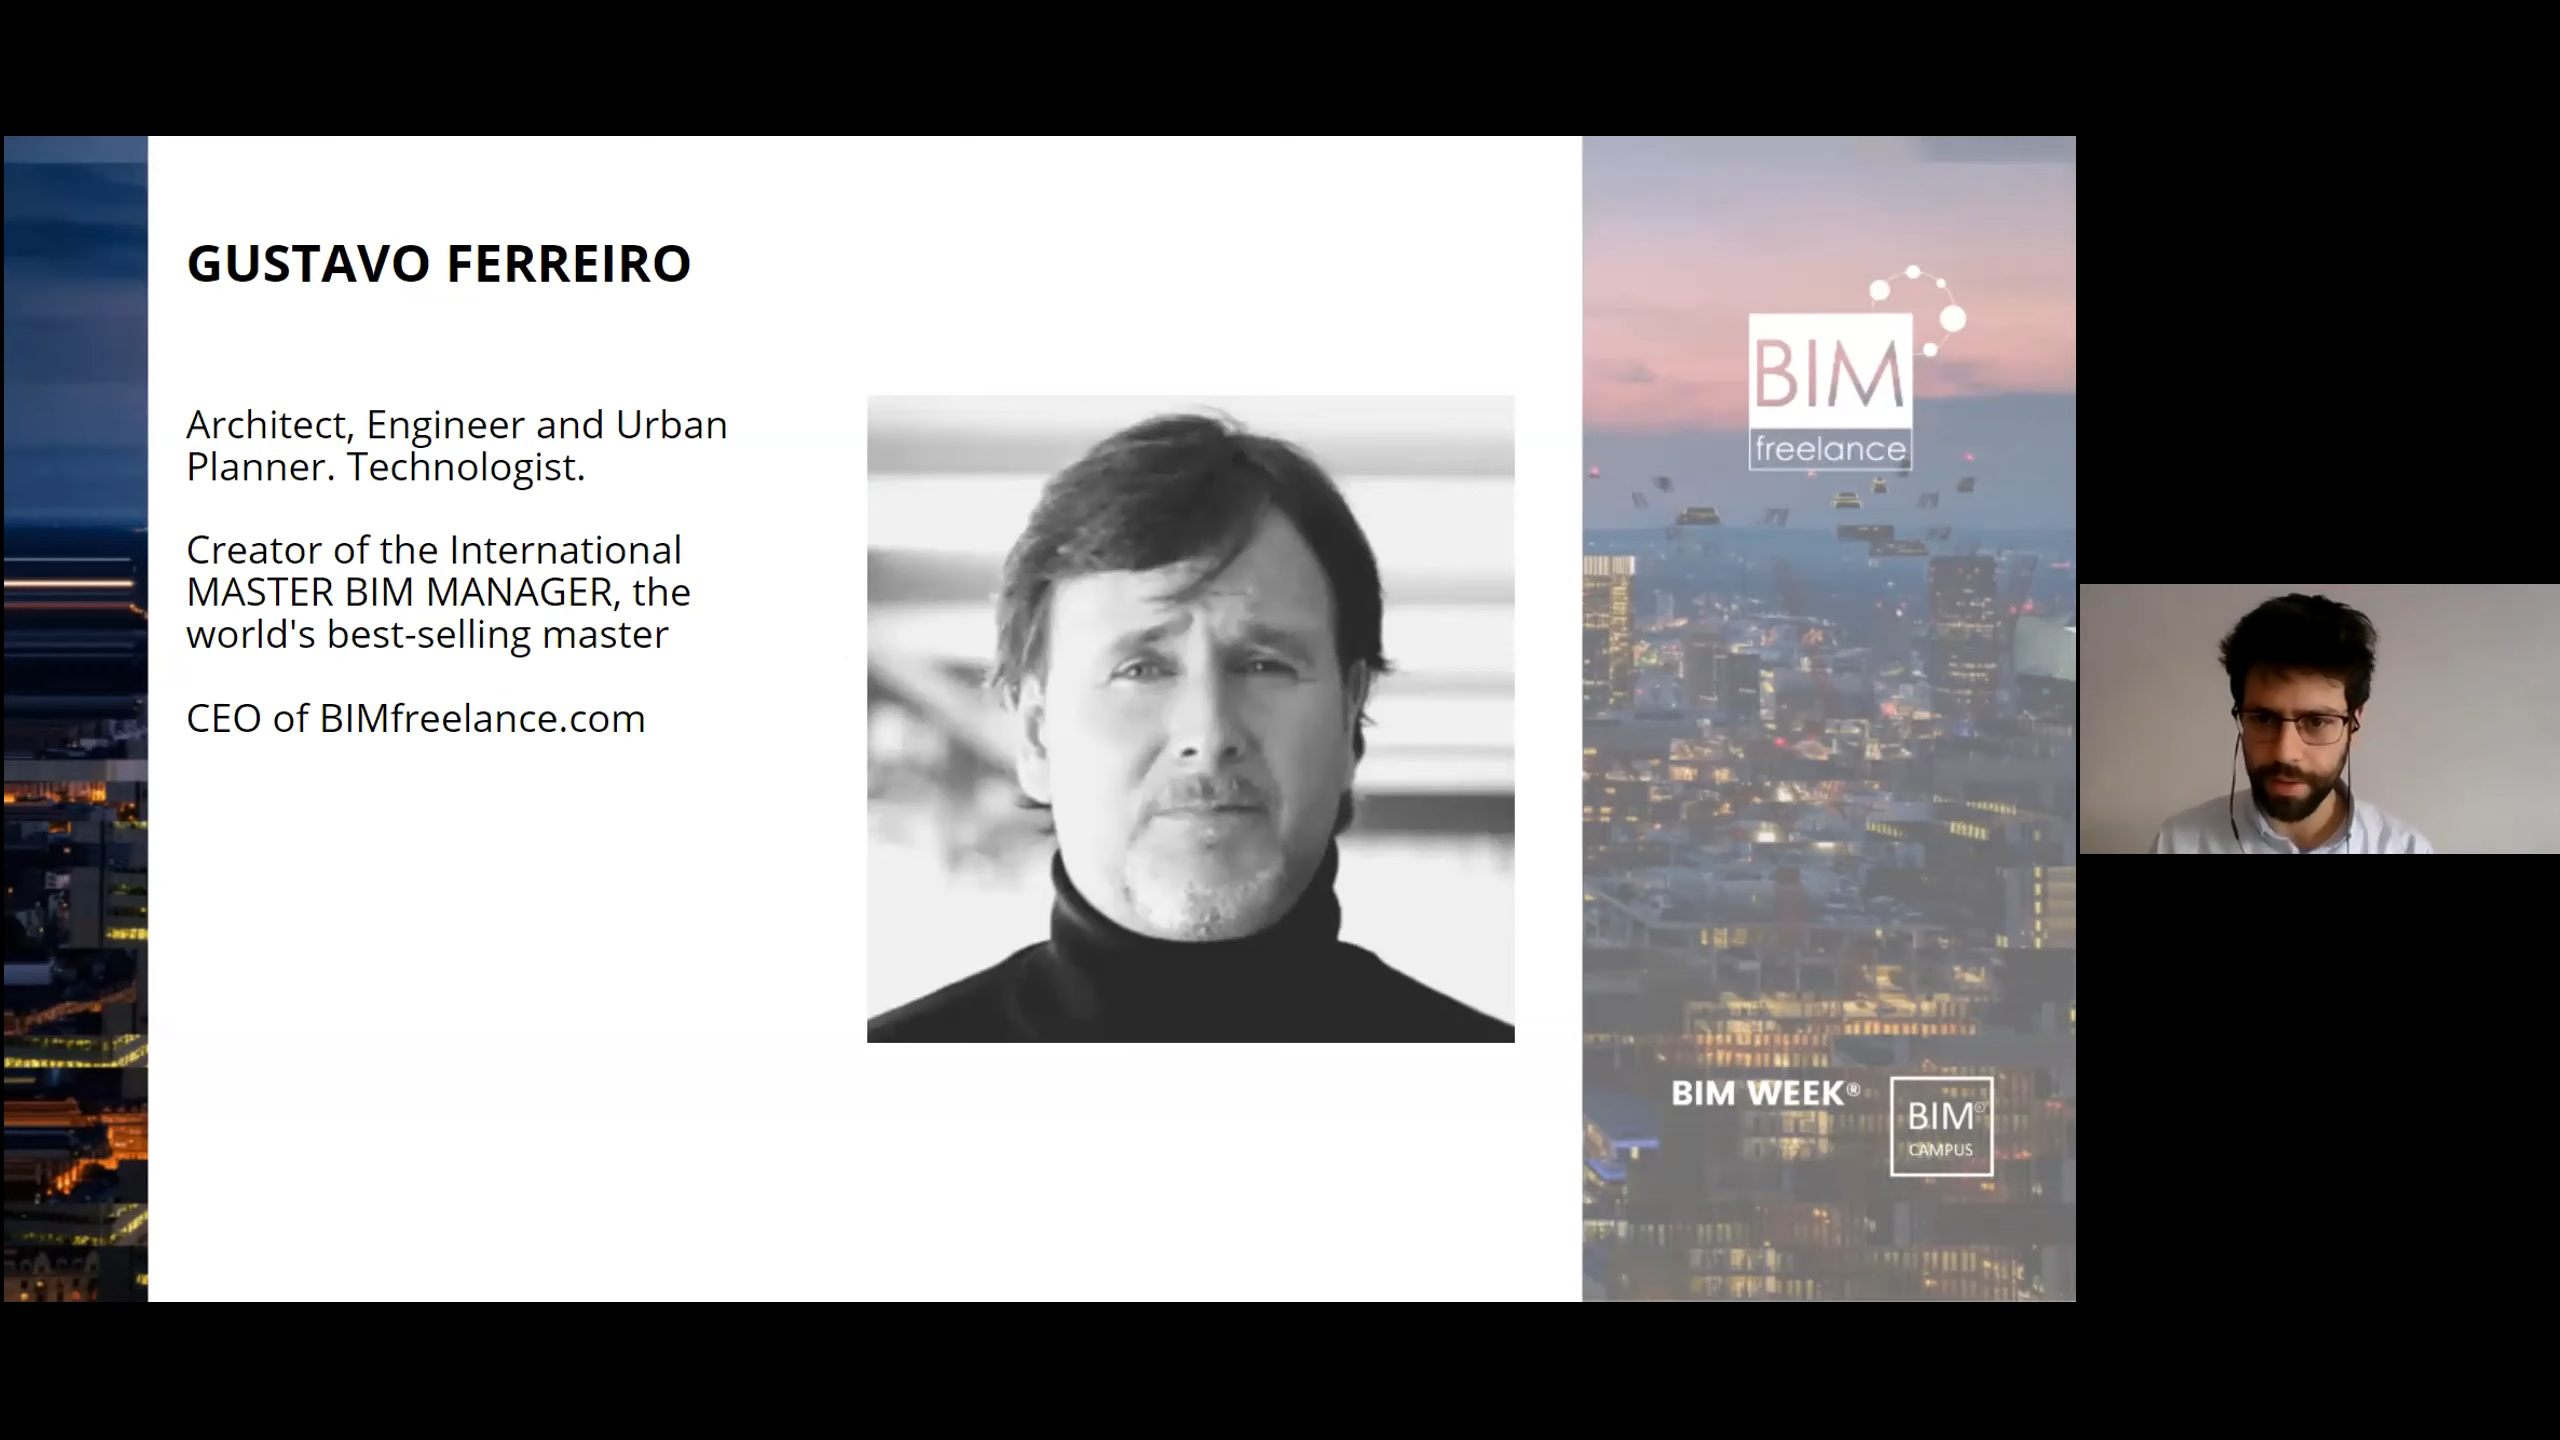 GUSTAVO FERREIRO
Architect, Engineer and Urban
Planner. Technologist.
Creator of the International
MASTER BIM MANAGER, the
world's best-selling master
CEO of BIMfreelance.com
BIM
freelance
BIM WEEK®
BIM®
CAMPUS